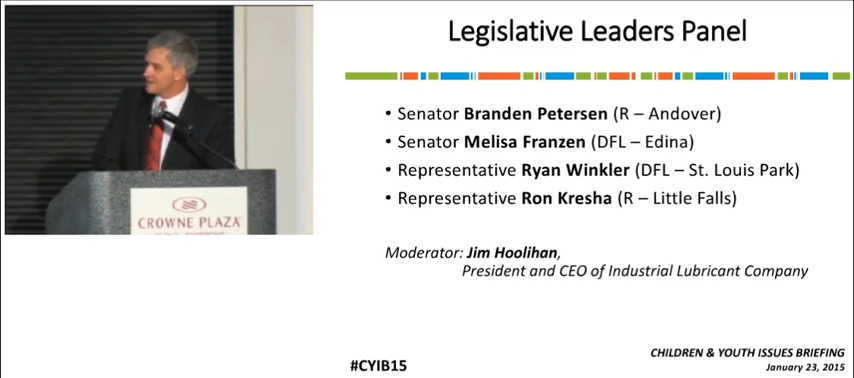 CROWNE PLAZA
Legislative Leaders Panel
• Senator Branden Petersen (R – Andover)
• Senator Melisa Franzen (DFL – Edina)
• Representative Ryan Winkler (DFL – St. Louis Park)
• Representative Ron Kresha (R – Little Falls)
Moderator: Jim Hoolihan,
President and CEO of Industrial Lubricant Company
#CYIB15
CHILDREN & YOUTH ISSUES BRIEFING
January 23, 2015